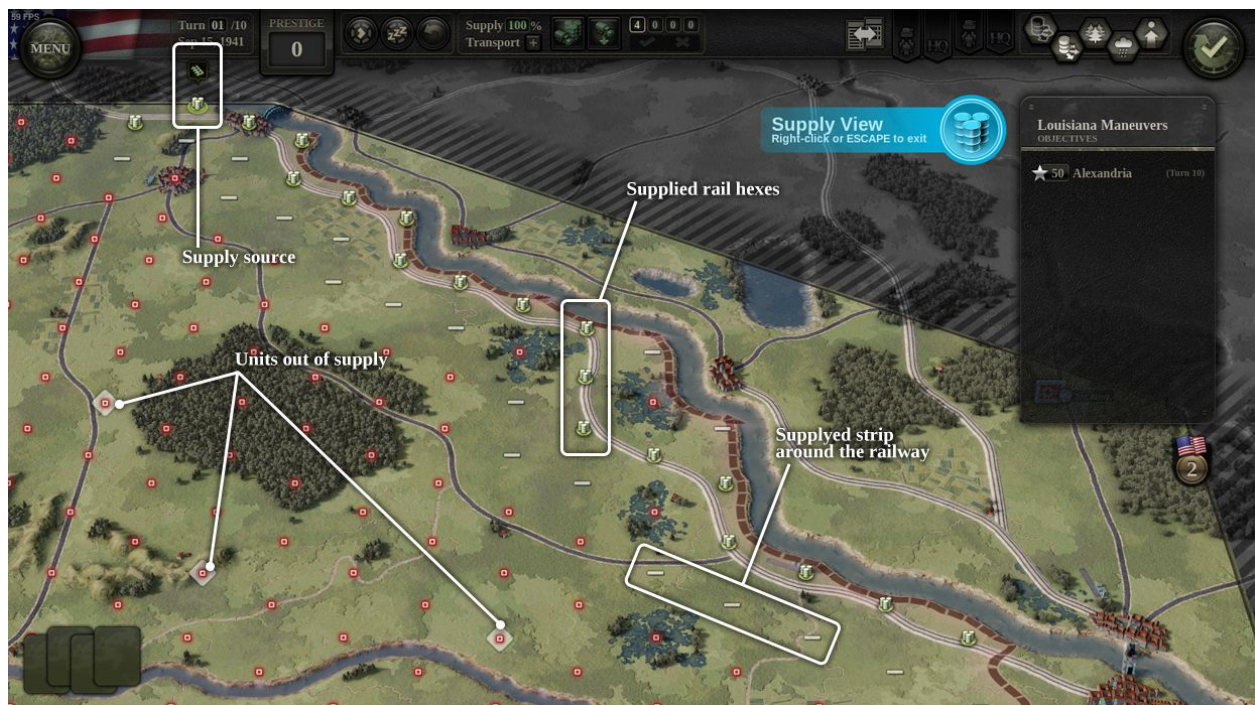 59 FPS
MENU
Turn 01 /10
Sep 15, 1941
PRESTIGE
0
zZZ
Supply 100 %
Transport +
4 0 0 0
HQ
HQ
Supply View
Right-click or ESCAPE to exit
Louisiana Maneuvers
OBJECTIVES
50 Alexandria (Turn 10)
Supplied rail hexes
Supply source
Units out of supply
Supplyed strip
around the railway
2